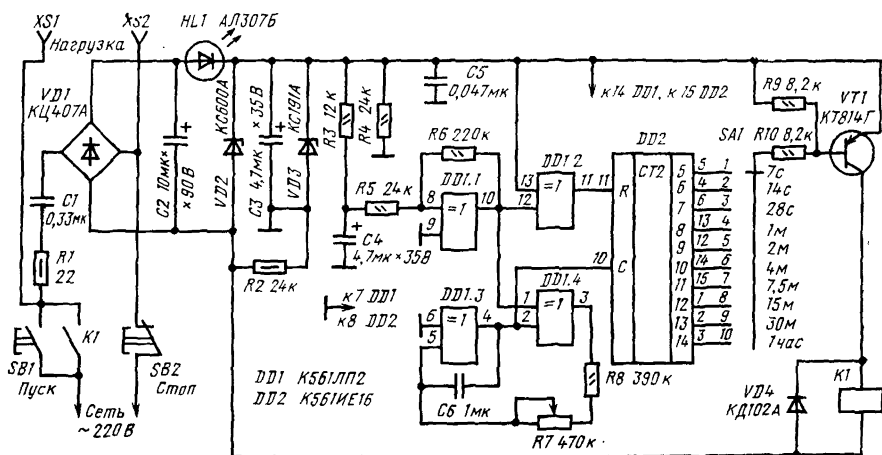 XS1
XS2
Нагрузка
HL1 АЛ307Б
VD1
КЦ407А
C2 10мк×
×90В
VD2
КС600А
C3 4,7мк ×35В
VD3
КС191А
R3 12к
R4 24к
C5
0,047мк
R6 220к
R5 24к
C4
4,7мк×35В
DD1.1
=1
8
9
10
DD1.2
=1
13
12
11
11
к14 DD1, к15 DD2
R9 8,2к
VT1
КТ814Г
R10 8,2к
SA1
DD2
CT2
R
C
10
5 5 1
7с
6 4 2
14с
7 6 3
28с
8 13 4
1м
9 12 5
2м
10 14 6
4м
11 15 7
7,5м
12 1 8
15м
13 2 9
30м
14 3 10
1час
C1
0,33мк
R1
22
R2 24к
к7 DD1
к8 DD2
DD1.3
=1
6
5
4
DD1.4
=1
1
2
3
R8 390к
C6 1мк
R7 470к
SB1
Пуск
K1
SB2
Стоп
Сеть
~220В
DD1 К561ЛП2
DD2 К561ИЕ16
VD4
КД102А
K1